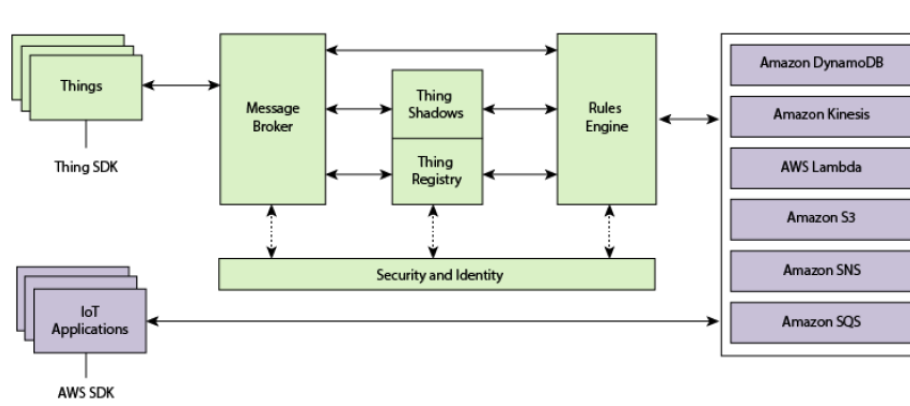 Things
Thing SDK
Message
Broker
Thing
Shadows
Thing
Registry
Rules
Engine
Security and Identity
Amazon DynamoDB
Amazon Kinesis
AWS Lambda
Amazon S3
Amazon SNS
Amazon SQS
IoT
Applications
AWS SDK